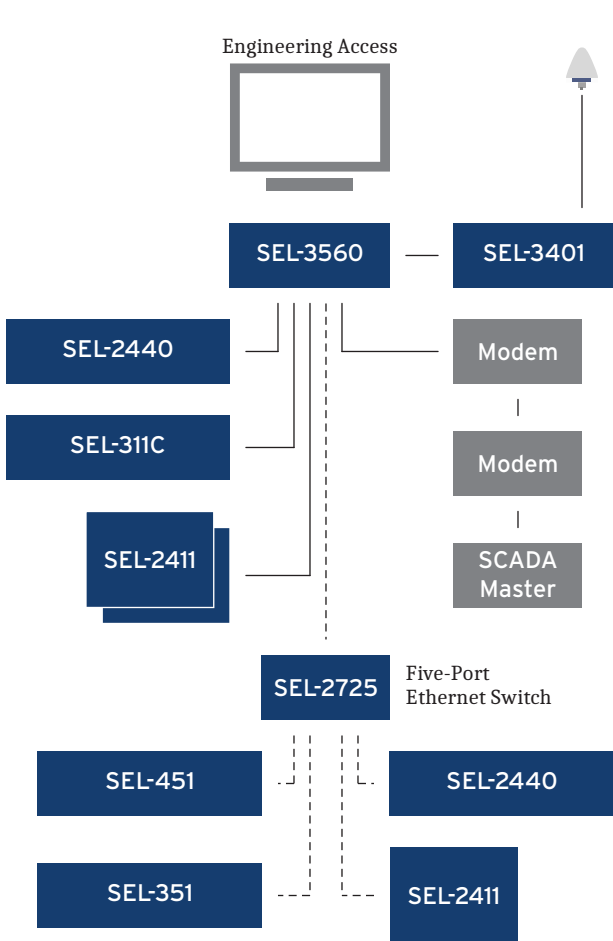 Engineering Access
SEL-3560
SEL-3401
SEL-2440
Modem
SEL-311C
Modem
SEL-2411
SCADA
Master
SEL-2725
Five-Port
Ethernet Switch
SEL-451
SEL-2440
SEL-351
SEL-2411